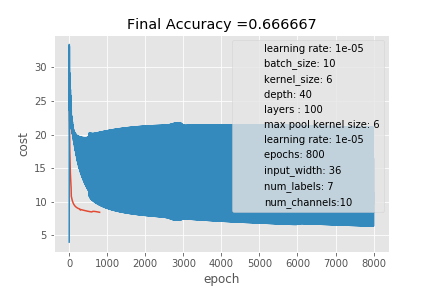 Final Accuracy =0.666667
cost
30
25
20
15
10
5
learning rate: 1e-05
batch_size: 10
kernel_size: 6
depth: 40
layers : 100
max pool kernel size: 6
learning rate: 1e-05
epochs: 800
input_width: 36
num_labels: 7
num_channels:10
0 1000 2000 3000 4000 5000 6000 7000 8000
epoch